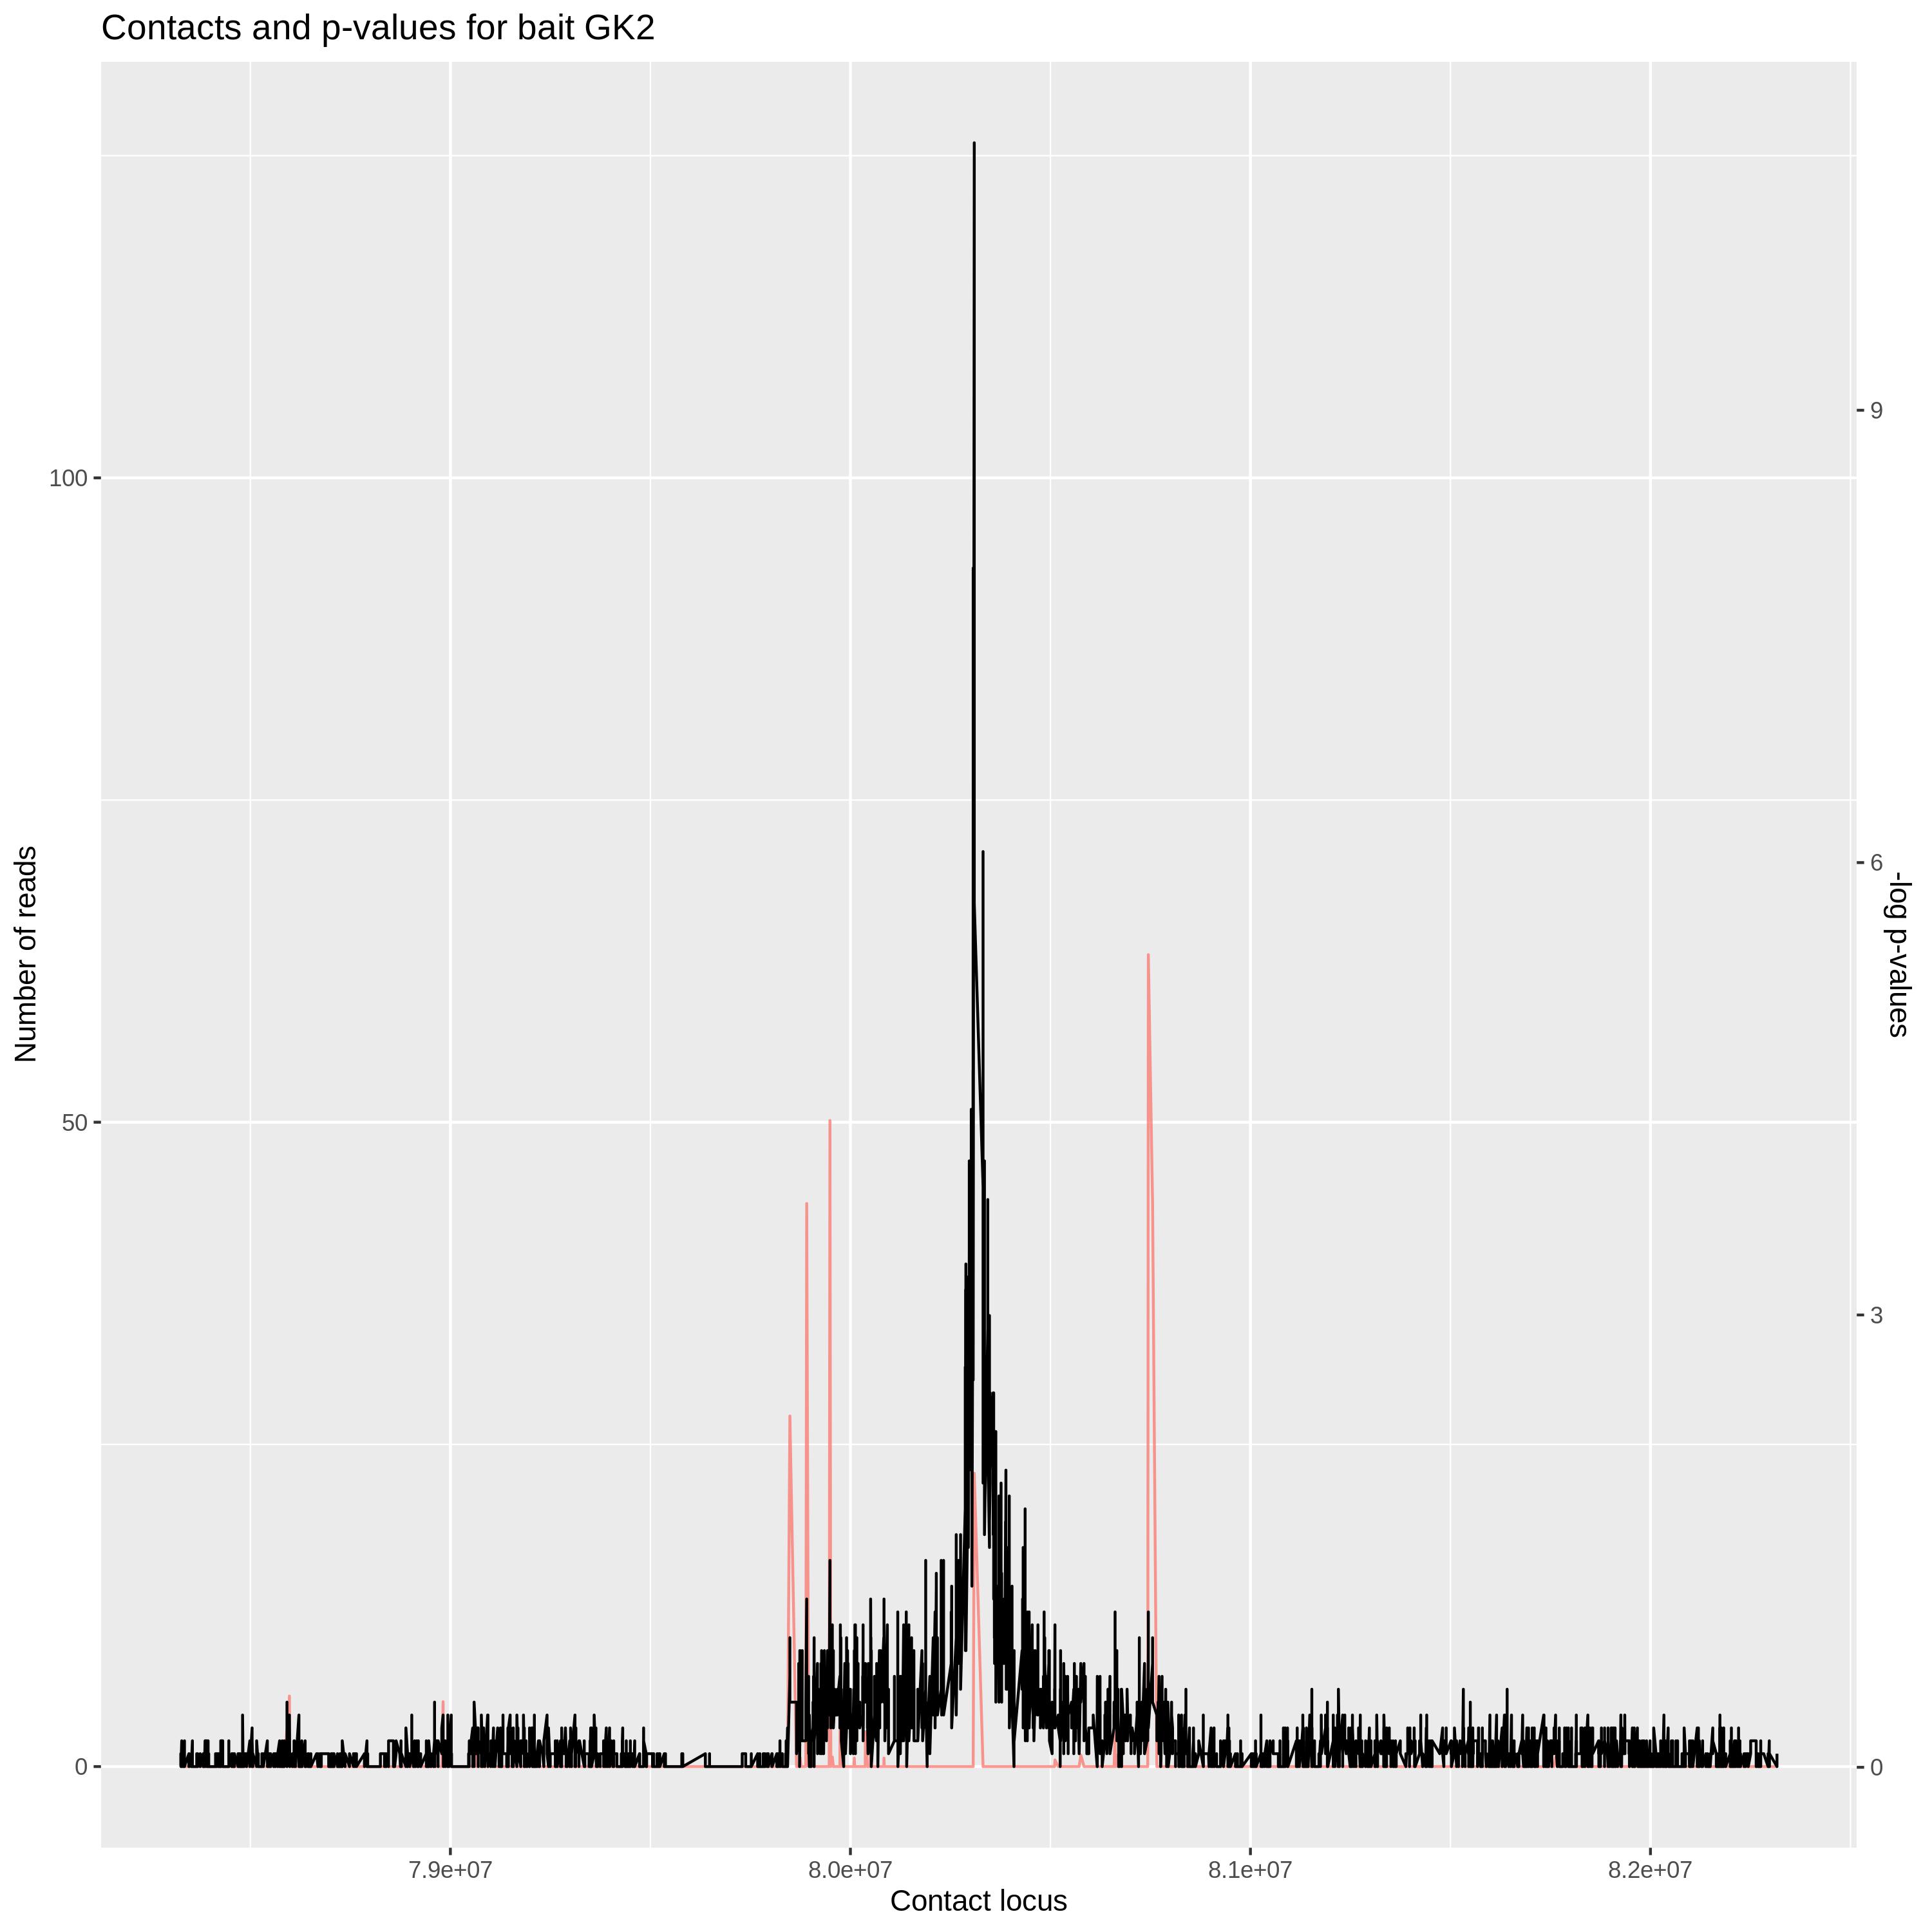 Contacts and p-values for bait GK2
Number of reads
100
50
0
9
6
3
0
-log p-values
7.9e+07
8.0e+07
8.1e+07
8.2e+07
Contact locus